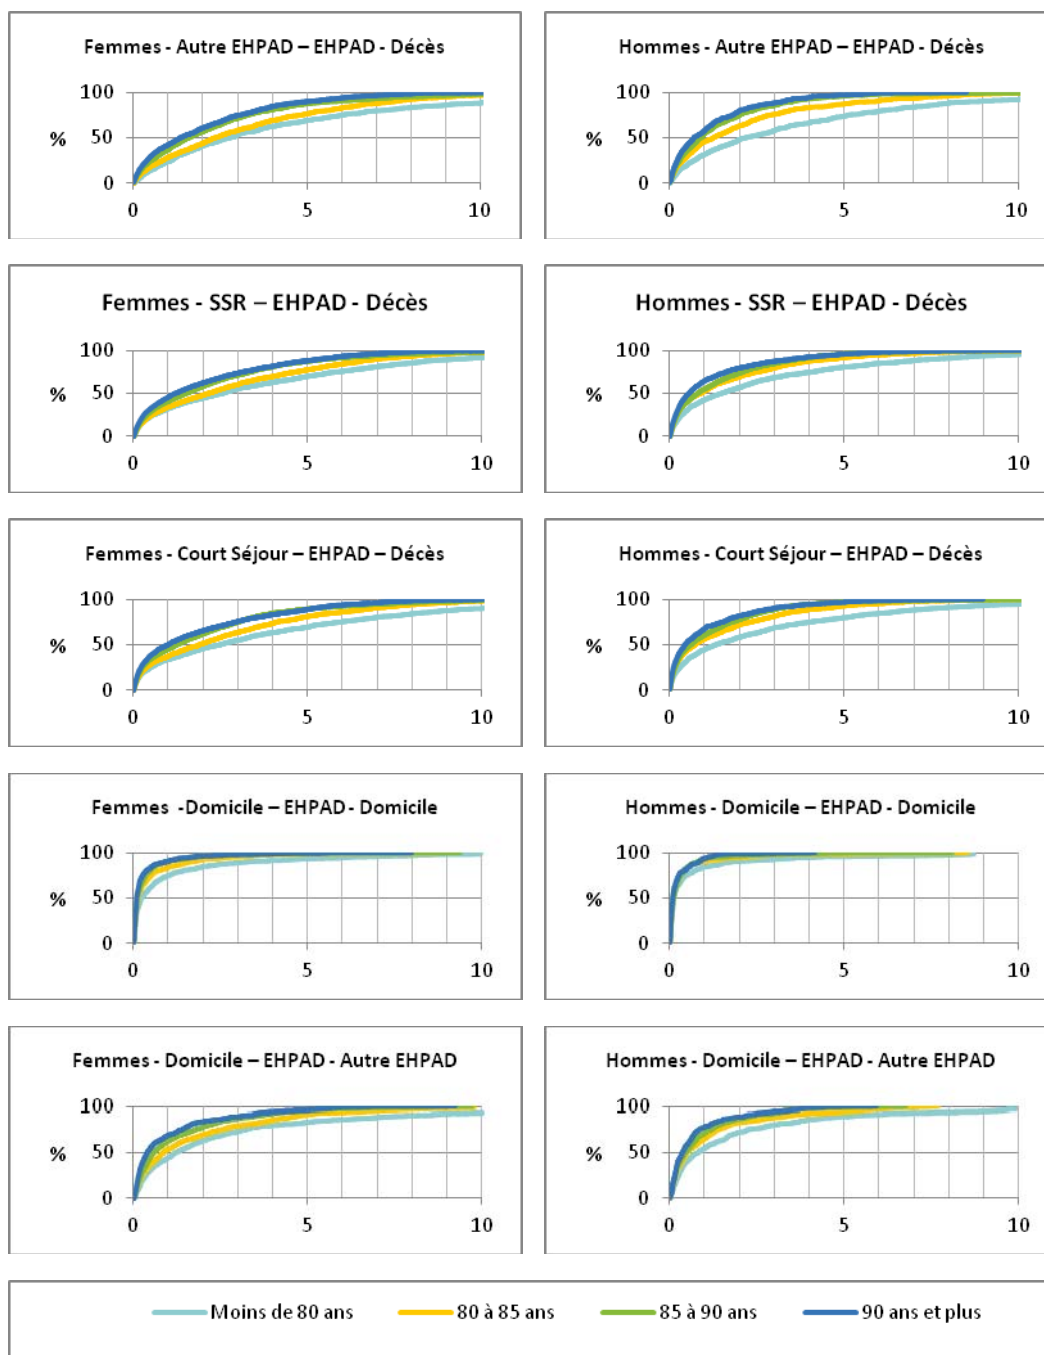 Femmes - Autre EHPAD – EHPAD - Décès
100
50
0
%
0 5 10
Hommes - Autre EHPAD – EHPAD - Décès
100
50
0
%
0 5 10
Femmes - SSR – EHPAD - Décès
100
50
0
%
0 5 10
Hommes - SSR – EHPAD - Décès
100
50
0
%
0 5 10
Femmes - Court Séjour – EHPAD – Décès
100
50
0
%
0 5 10
Hommes - Court Séjour – EHPAD – Décès
100
50
0
%
0 5 10
Femmes -Domicile – EHPAD - Domicile
100
50
0
%
0 5 10
Hommes - Domicile – EHPAD - Domicile
100
50
0
%
0 5 10
Femmes - Domicile – EHPAD - Autre EHPAD
100
50
0
%
0 5 10
Hommes - Domicile – EHPAD - Autre EHPAD
100
50
0
%
0 5 10
Moins de 80 ans 80 à 85 ans 85 à 90 ans 90 ans et plus